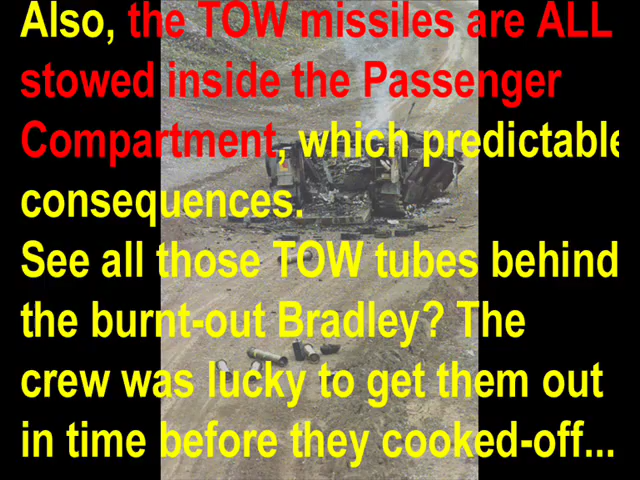 Also, the TOW missiles are ALL
stowed inside the Passenger
Compartment, which predictable
consequences.
See all those TOW tubes behind
the burnt-out Bradley? The
crew was lucky to get them out
in time before they cooked-off...